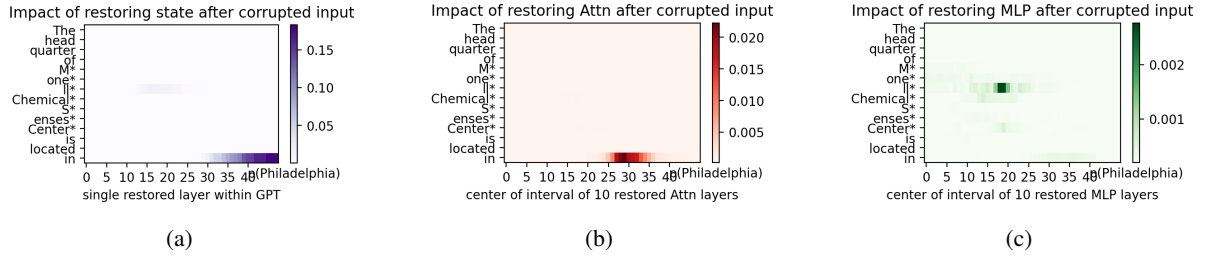 Impact of restoring state after corrupted input
The
head
quarter
of
M*
one*
ll*
Chemical*
S*
enses*
Center*
is
located
in
0 5 10 15 20 25 30 35 40
p(Philadelphia)
single restored layer within GPT
0.15
0.10
0.05
(a)
Impact of restoring Attn after corrupted input
The
head
quarter
of
M*
one*
ll*
Chemical*
S*
enses*
Center*
is
located
in
0 5 10 15 20 25 30 35 40
p(Philadelphia)
center of interval of 10 restored Attn layers
0.020
0.015
0.010
0.005
(b)
Impact of restoring MLP after corrupted input
The
head
quarter
of
M*
one*
ll*
Chemical*
S*
enses*
Center*
is
located
in
0 5 10 15 20 25 30 35 40
p(Philadelphia)
center of interval of 10 restored MLP layers
0.002
0.001
(c)